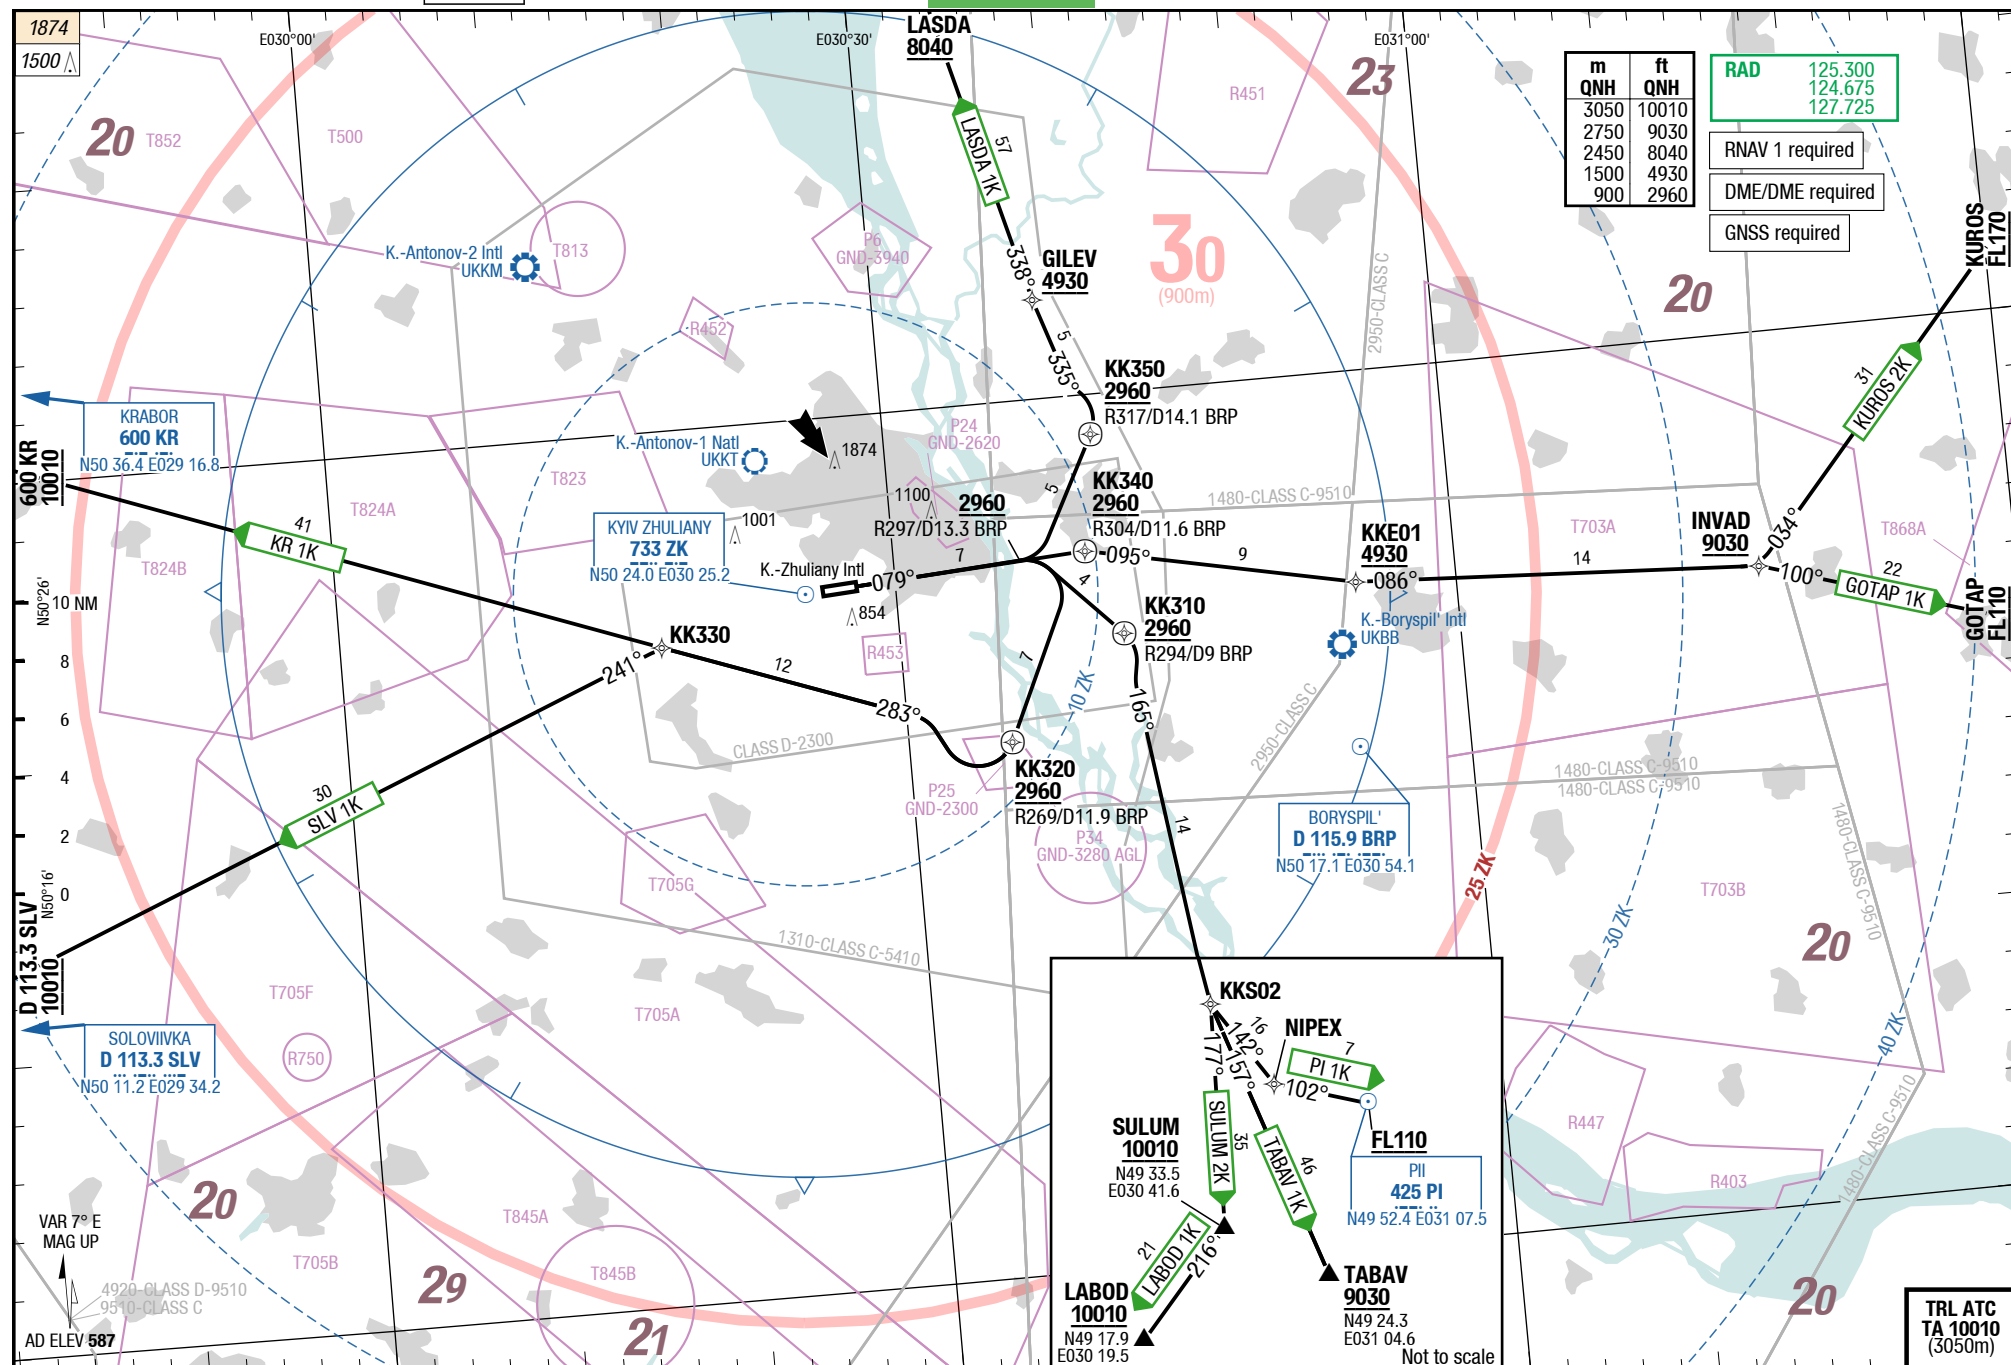 1874
1500
E030°00'
E030°30'
E031°00'
LASDA
8040
23
R451
m
QNH
ft
QNH
3050 10010
2750 9030
2450 8040
1500 4930
900 2960
RAD
125.300
124.675
127.725
RNAV 1 required
DME/DME required
GNSS required
20
T852
T500
LASDA 1K
57
K.-Antonov-2 Intl
UKKM
T813
P6
GND-3940
338°
GILEV
4930
30
(900m)
2950-CLASS C
20
KUROS
FL170
R452
5
335°
KK350
2960
R317/D14.1 BRP
31
KUROS 2K
KRABOR
600 KR
N50 36.4 E029 16.8
600 KR
10010
K.-Antonov-1 Natl
UKKT
P24
GND-2620
1874
T823
T824A
T824B
1100
2960
R297/D13.3 BRP
5
KK340
2960
R304/D11.6 BRP
1480-CLASS C-9510
T703A
INVAD
9030
034°
T868A
41
KR 1K
KYIV ZHULIANY
733 ZK
N50 24.0 E030 25.2
1001
K.-Zhuliany Intl
079°
7
095°
9
KKE01
4930
086°
14
100°
22
GOTAP 1K
GOTAP
FL110
N50°26'
10 NM
8
6
4
2
0
N50°16'
854
4
KK310
2960
R294/D9 BRP
K.-Boryspil' Intl
UKBB
KK330
R453
241°
12
283°
7
10 ZK
165°
CLASS D-2300
2950-CLASS C
1480-CLASS C-9510
1480-CLASS C-9510
30
SLV 1K
KK320
2960
R269/D11.9 BRP
P25
GND-2300
P34
GND-3280 AGL
14
BORYSPIL'
D 115.9 BRP
N50 17.1 E030 54.1
1480-CLASS C-9510
T705G
25 ZK
T703B
30 ZK
20
D 113.3 SLV
10010
1310-CLASS C-5410
T705F
T705A
SOLOVIIVKA
D 113.3 SLV
N50 11.2 E029 34.2
R750
KKS02
16
142°
157°
177°
NIPEX
7
PI 1K
102°
40 ZK
SULUM
10010
N49 33.5
E030 41.6
SULUM 2K
35
TABAV 1K
46
FL110
PII
425 PI
N49 52.4 E031 07.5
R447
R403
1480-CLASS C-9510
20
VAR 7° E
MAG UP
T705B
T845A
T845B
21
LABOD 1K
216°
LABOD
10010
N49 17.9
E030 19.5
TABAV
9030
N49 24.3
E031 04.6
Not to scale
20
4920-CLASS D-9510
9510-CLASS C
AD ELEV 587
29
21
TRL ATC
TA 10010
(3050m)